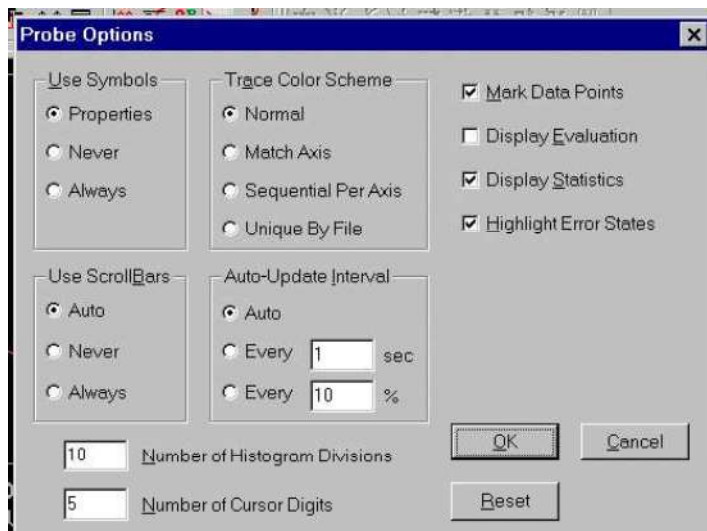 Probe Options
Use Symbols
Properties
Never
Always
Trace Color Scheme
Normal
Match Axis
Sequential Per Axis
Unique By File
Mark Data Points
Display Evaluation
Display Statistics
Highlight Error States
Use ScrollBars
Auto
Never
Always
Auto-Update Interval
Auto
Every 1 sec
Every 10 %
10 Number of Histogram Divisions
5 Number of Cursor Digits
OK
Cancel
Reset